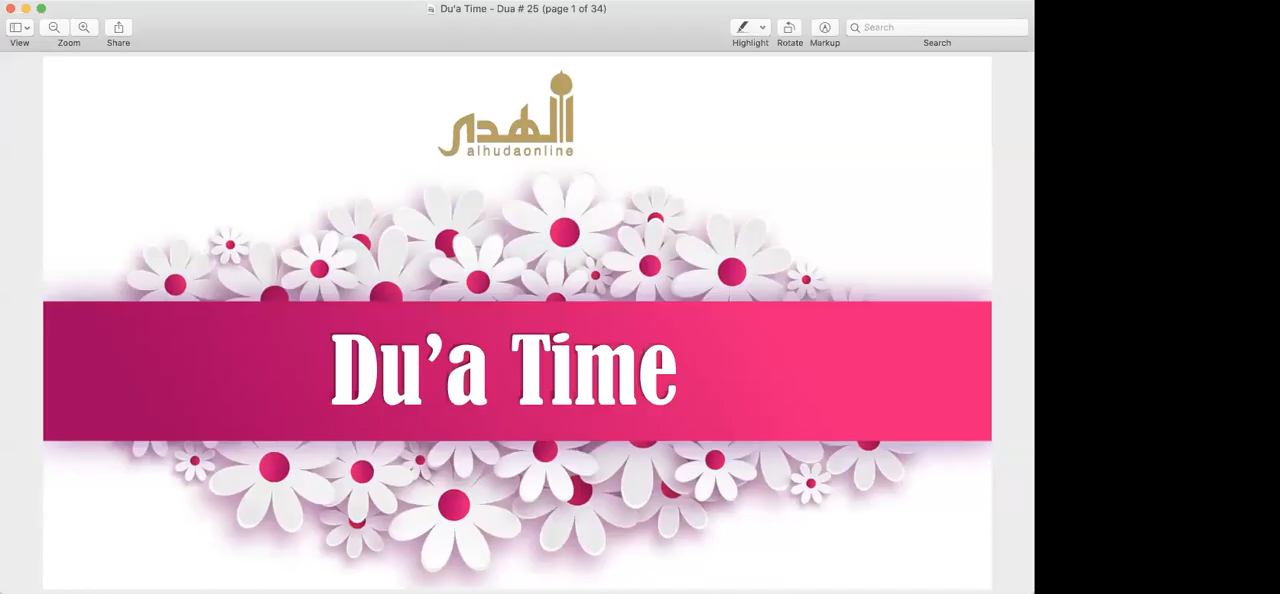 Du'a Time - Dua # 25 (page 1 of 34)
View
Zoom
Share
Highlight
Rotate
Markup
Search
Search
الهدى
alhudaonline
Du’a Time